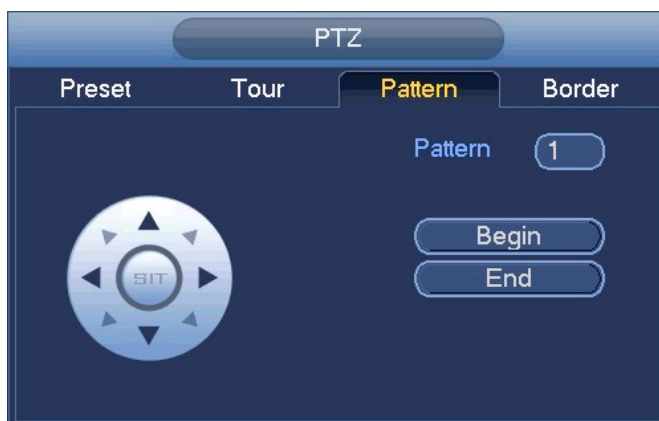 PTZ
Preset Tour Pattern Border
Pattern 1
Begin
SIT
End